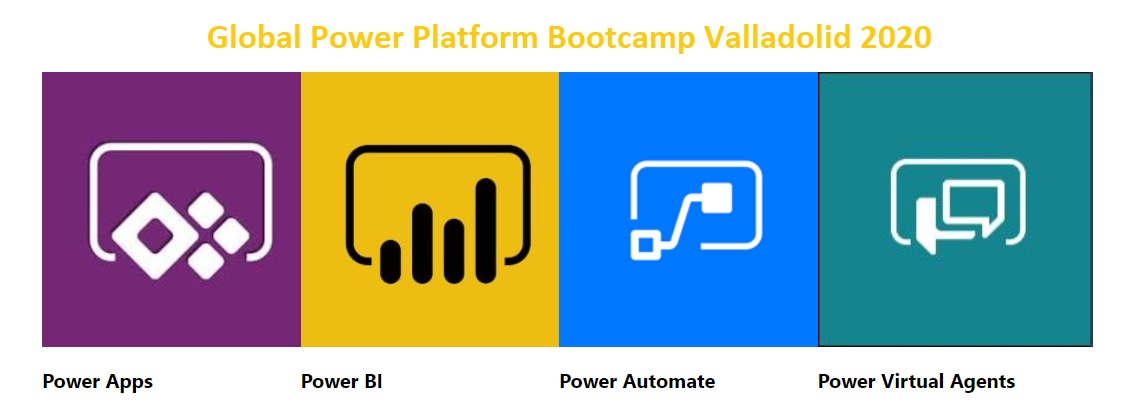 Global Power Platform Bootcamp Valladolid 2020
Power Apps
Power BI
Power Automate
Power Virtual Agents